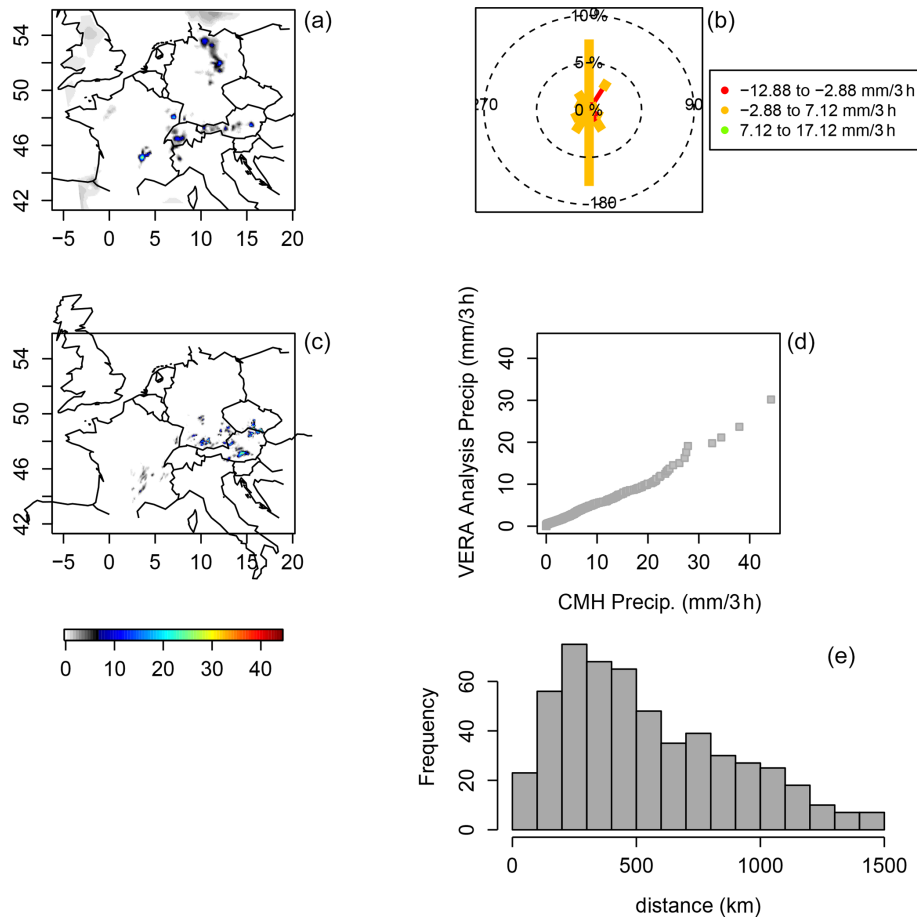 (a)
54
50
46
42
−5 0 5 10 15 20
(b)
0
10 %
5 %
0 %
270
90
180
−12.88 to −2.88 mm/3 h
−2.88 to 7.12 mm/3 h
7.12 to 17.12 mm/3 h
(c)
54
50
46
42
−5 0 5 10 15 20
0 10 20 30 40
(d)
VERA Analysis Precip (mm/3 h)
40
30
20
10
0
0 10 20 30 40
CMH Precip. (mm/3 h)
(e)
Frequency
60
40
20
0
0 500 1000 1500
distance (km)